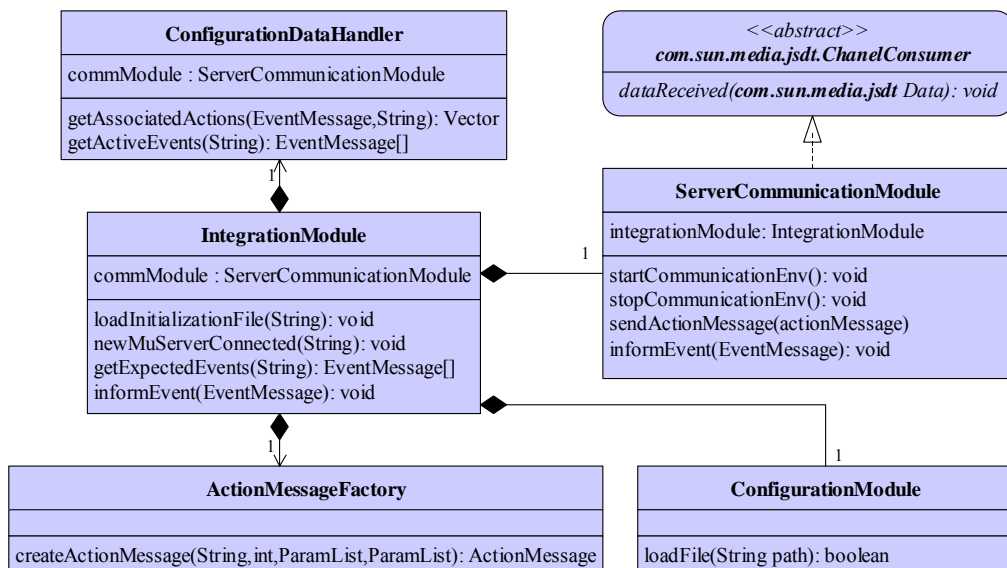 ConfigurationDataHandler
commModule : ServerCommunicationModule
getAssociatedActions(EventMessage,String): Vector
getActiveEvents(String): EventMessage[]
<<abstract>>
com.sun.media.jsdt.ChanelConsumer
dataReceived(com.sun.media.jsdt Data): void
1
IntegrationModule
commModule : ServerCommunicationModule
loadInitializationFile(String): void
newMuServerConnected(String): void
getExpectedEvents(String): EventMessage[]
informEvent(EventMessage): void
1
ServerCommunicationModule
integrationModule: IntegrationModule
startCommunicationEnv(): void
stopCommunicationEnv(): void
sendActionMessage(actionMessage)
informEvent(EventMessage): void
1
ActionMessageFactory
createActionMessage(String,int,ParamList,ParamList): ActionMessage
1
ConfigurationModule
loadFile(String path): boolean